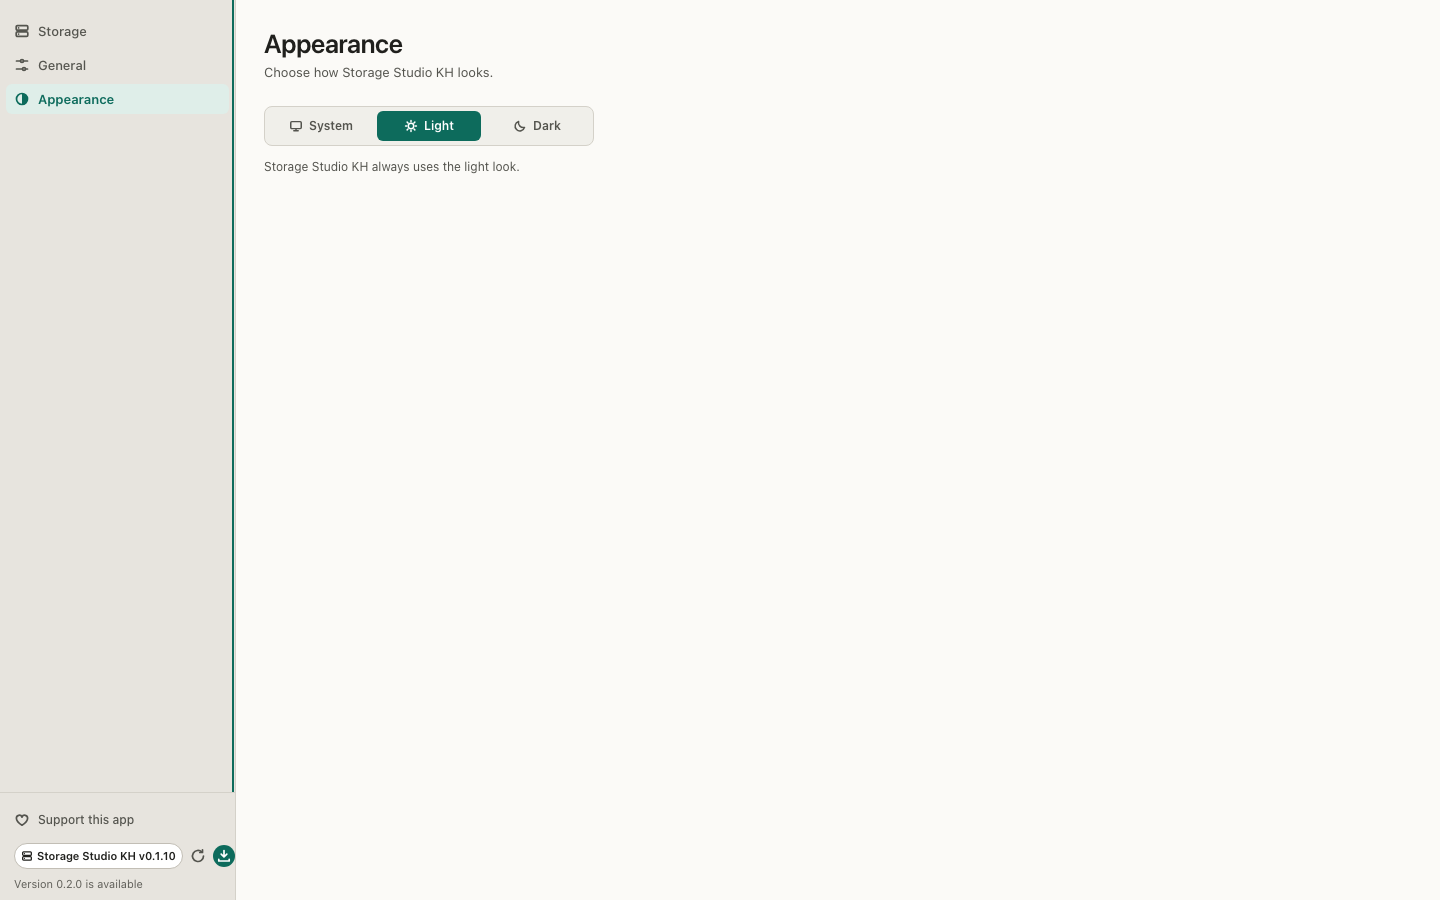 Storage
General
Appearance
Appearance
Choose how Storage Studio KH looks.
System
Light
Dark
Storage Studio KH always uses the light look.
Support this app
Storage Studio KH v0.1.10
Version 0.2.0 is available